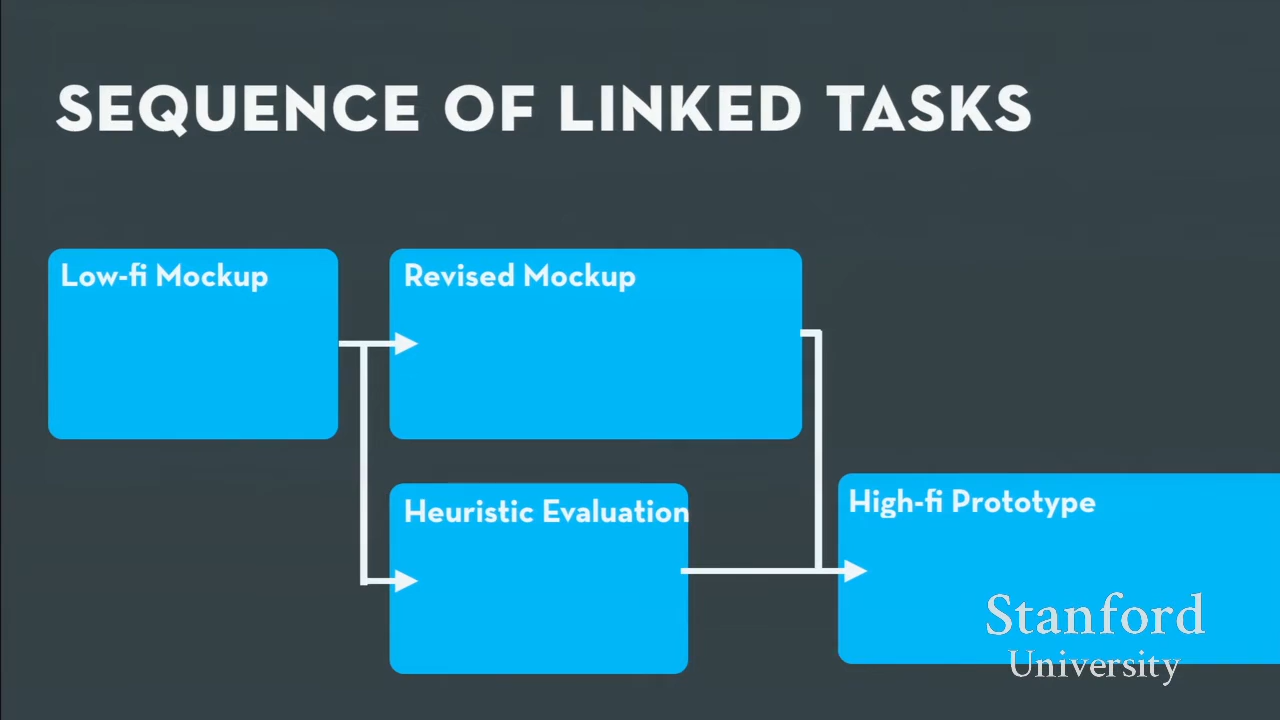 SEQUENCE OF LINKED TASKS
Low-fi Mockup
Revised Mockup
Heuristic Evaluation
High-fi Prototype
Stanford
University